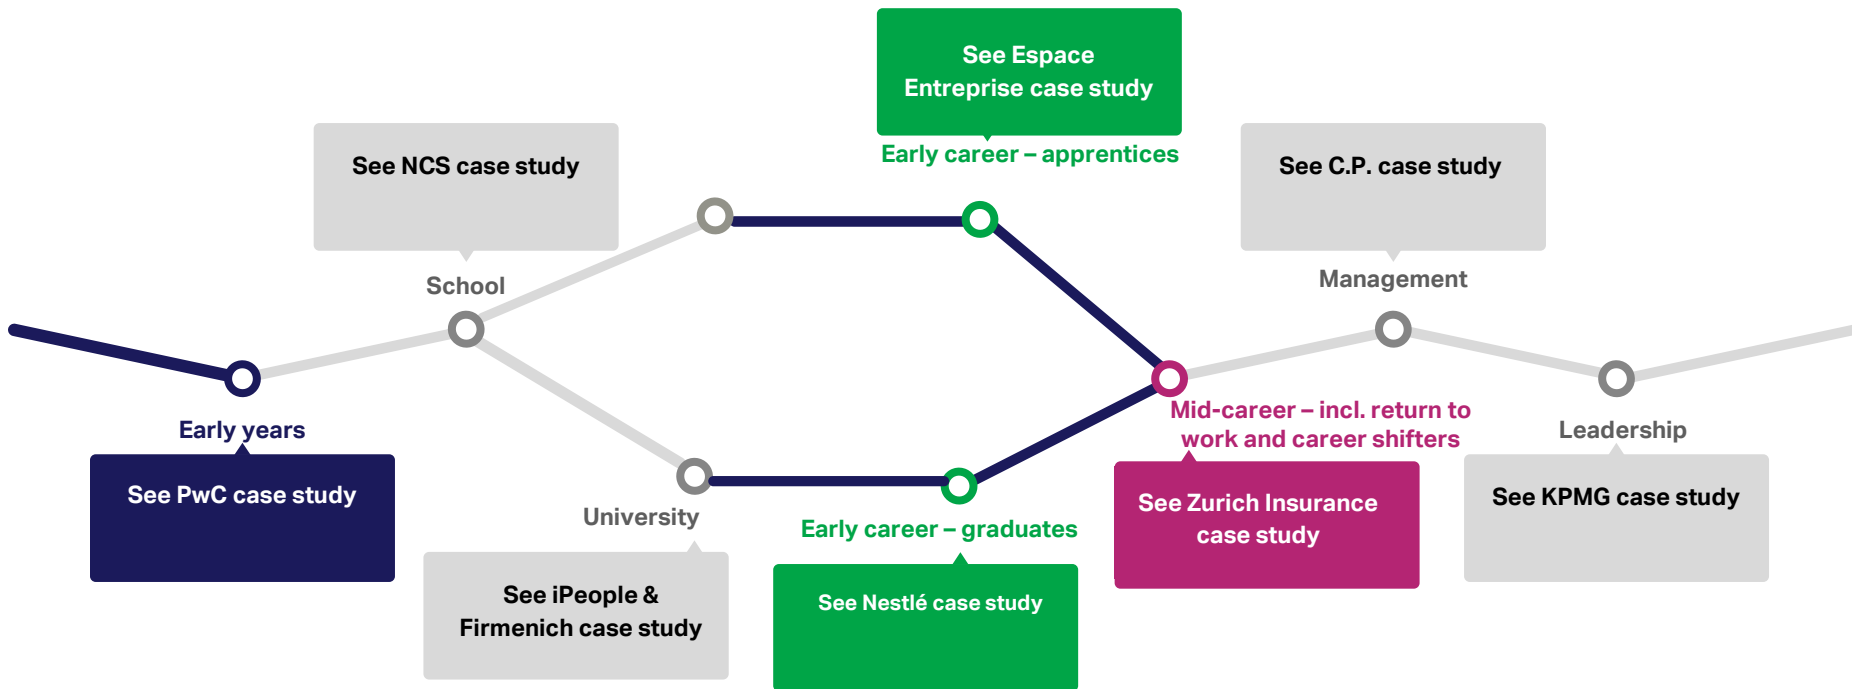 See Espace
Entreprise case study
Early career – apprentices
See NCS case study
School
See C.P. case study
Management
Early years
See PwC case study
University
See iPeople &
Firmenich case study
Early career – graduates
See Nestlé case study
Mid-career – incl. return to
work and career shifters
See Zurich Insurance
case study
Leadership
See KPMG case study